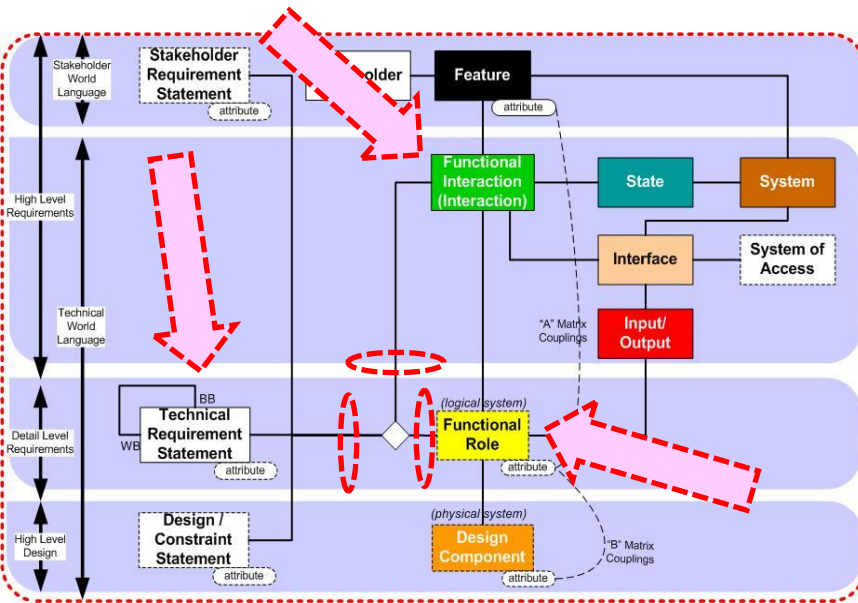 Stakeholder
World
Language
High Level
Requirements
Technical
World
Language
Detail Level
Requirements
High Level
Design
Stakeholder
Requirement
Statement
attribute
older
Feature
attribute
Functional
Interaction
(Interaction)
State
System
Interface
System of
Access
"A" Matrix
Couplings
Input/
Output
BB
WB
Technical
Requirement
Statement
attribute
(logical system)
Functional
Role
attribute
Design /
Constraint
Statement
attribute
(physical system)
Design
Component
attribute
"B" Matrix
Couplings